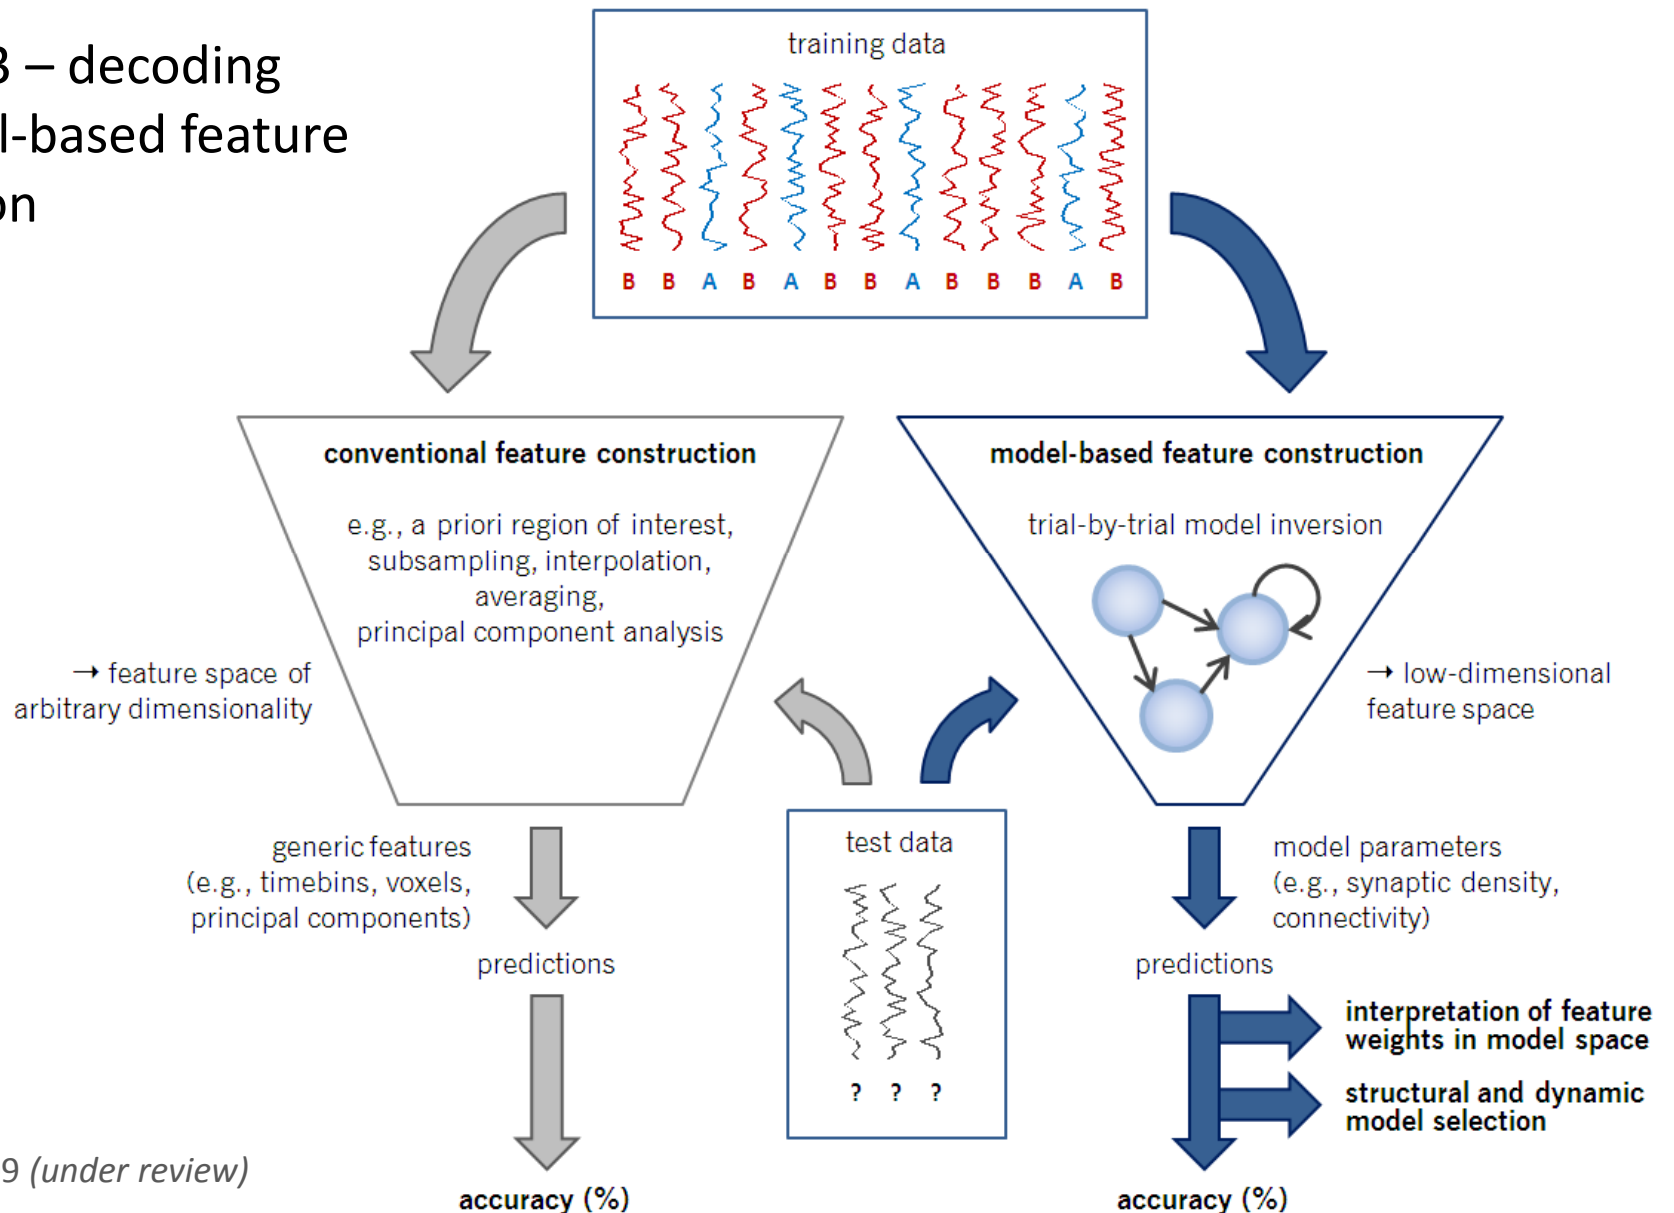 3 – decoding
l-based feature
on
training data
B B A B A B B A B B B A B
conventional feature construction
e.g., a priori region of interest,
subsampling, interpolation,
averaging,
principal component analysis
→ feature space of
arbitrary dimensionality
generic features
(e.g., timebins, voxels,
principal components)
predictions
accuracy (%)
model-based feature construction
trial-by-trial model inversion
→ low-dimensional
feature space
test data
? ? ?
model parameters
(e.g., synaptic density,
connectivity)
predictions
interpretation of feature
weights in model space
structural and dynamic
model selection
accuracy (%)
9 (under review)